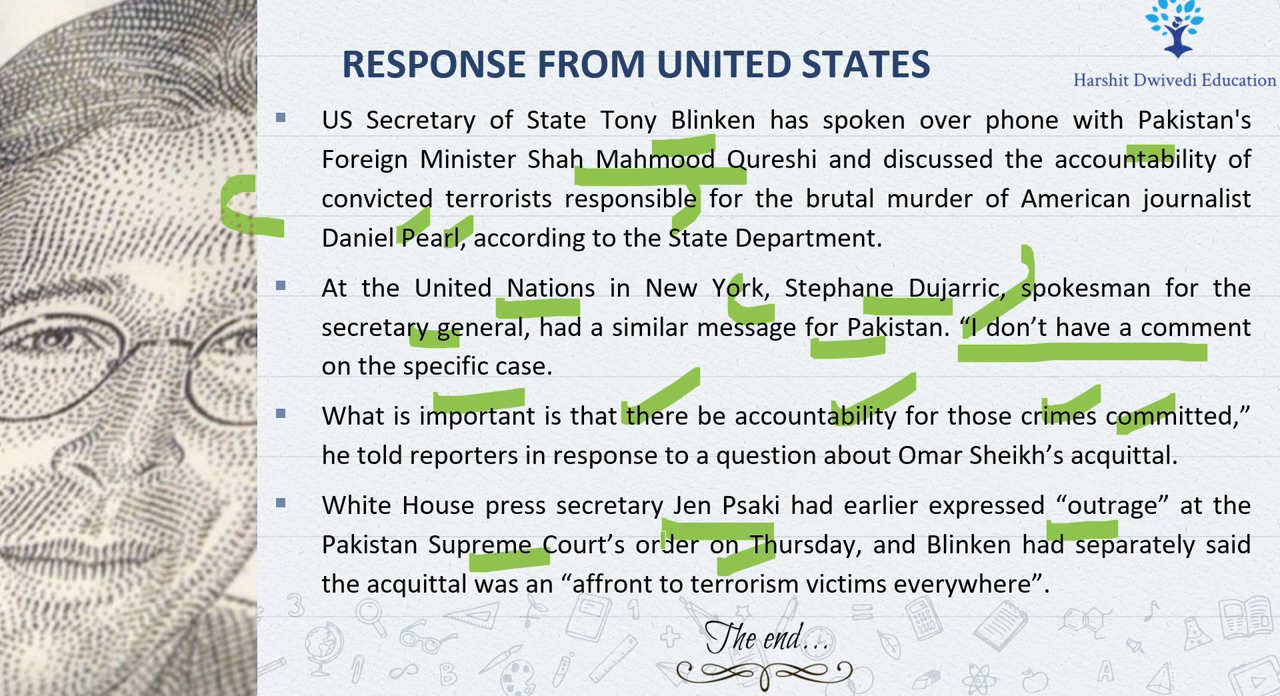 RESPONSE FROM UNITED STATES
Harshit Dwivedi Education
US Secretary of State Tony Blinken has spoken over phone with Pakistan's
Foreign Minister Shah Mahmood Qureshi and discussed the accountability of
convicted terrorists responsible for the brutal murder of American journalist
Daniel Pearl, according to the State Department.
At the United Nations in New York, Stephane Dujarric, spokesman for the
secretary general, had a similar message for Pakistan. “I don’t have a comment
on the specific case.
What is important is that there be accountability for those crimes committed,”
he told reporters in response to a question about Omar Sheikh’s acquittal.
White House press secretary Jen Psaki had earlier expressed “outrage” at the
Pakistan Supreme Court’s order on Thursday, and Blinken had separately said
the acquittal was an “affront to terrorism victims everywhere”.
The end...